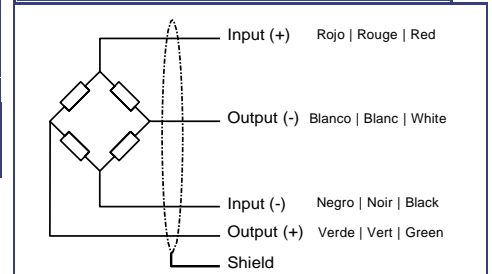 Input (+) Rojo | Rouge | Red
Output (-) Blanco | Blanc | White
Input (-) Negro | Noir | Black
Output (+) Verde | Vert | Green
Shield